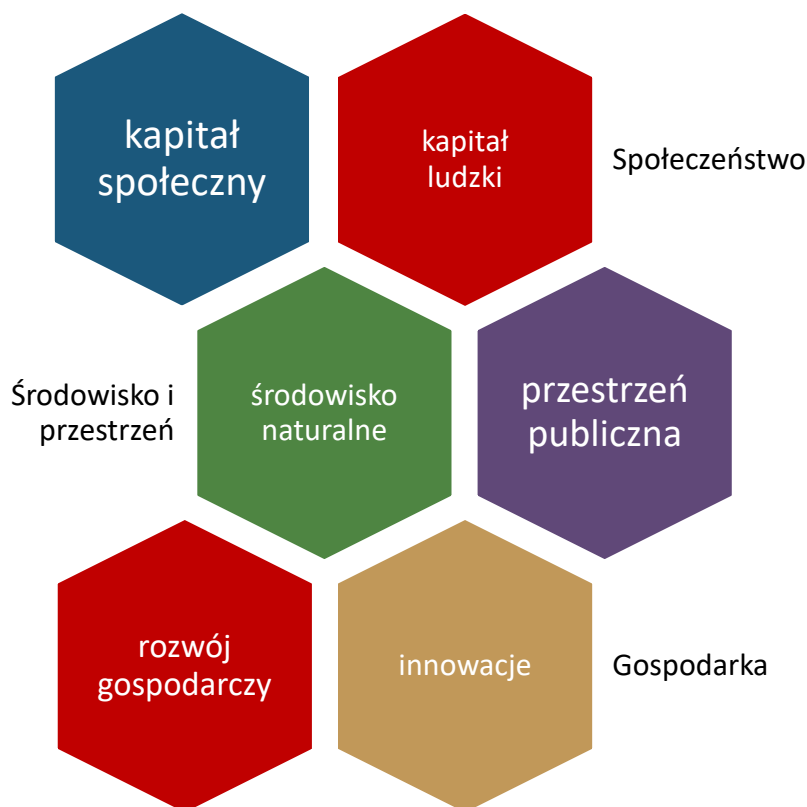 kapitał
społeczny
kapitał
ludzki
Społeczeństwo
Środowisko i
przestrzeń
środowisko
naturalne
przestrzeń
publiczna
rozwój
gospodarczy
innowacje
Gospodarka